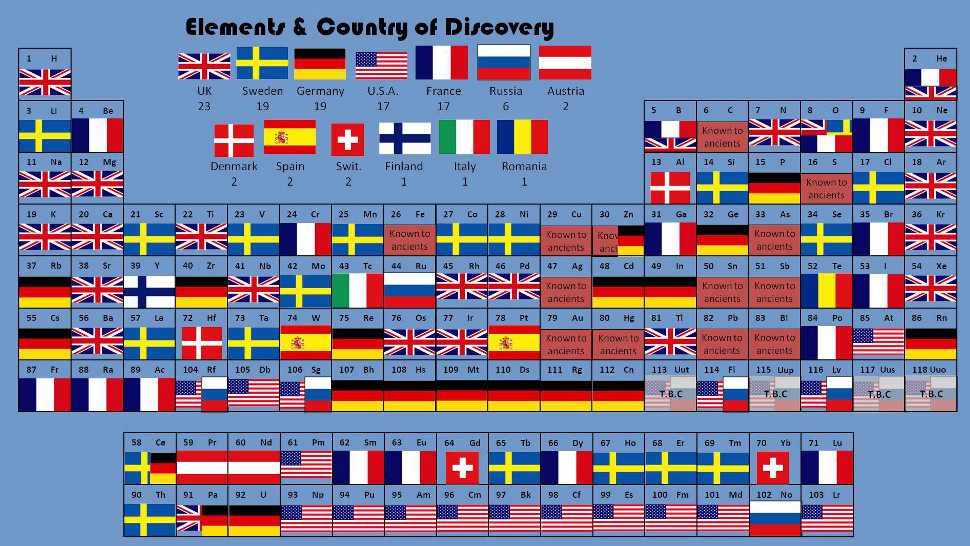 Elements & Country of Discovery
1 H
2 He
UK Sweden Germany U.S.A. France Russia Austria
23 19 19 17 17 6 2
3 Li 4 Be 5 B 6 C 7 N 8 O 9 F 10 Ne
Known to
ancients
Denmark Spain Swit. Finland Italy Romania
2 2 2 1 1 1
11 Na 12 Mg 13 Al 14 Si 15 P 16 S 17 Cl 18 Ar
Known to
ancients
19 K 20 Ca 21 Sc 22 Ti 23 V 24 Cr 25 Mn 26 Fe 27 Co 28 Ni 29 Cu 30 Zn 31 Ga 32 Ge 33 As 34 Se 35 Br 36 Kr
Known to Known to Know Known to
ancients ancients anci ancients
37 Rb 38 Sr 39 Y 40 Zr 41 Nb 42 Mo 43 Tc 44 Ru 45 Rh 46 Pd 47 Ag 48 Cd 49 In 50 Sn 51 Sb 52 Te 53 I 54 Xe
Known to Known to Known to
ancients ancients ancients
55 Cs 56 Ba 57 La 72 Hf 73 Ta 74 W 75 Re 76 Os 77 Ir 78 Pt 79 Au 80 Hg 81 Tl 82 Pb 83 Bi 84 Po 85 At 86 Rn
Known to Known to Known to Known to
ancients ancients ancients ancients
87 Fr 88 Ra 89 Ac 104 Rf 105 Db 106 Sg 107 Bh 108 Hs 109 Mt 110 Ds 111 Rg 112 Cn 113 Uut 114 Fl 115 Uup 116 Lv 117 Uus 118 Uuo
T.B.C T.B.C T.B.C T.B.C
58 Ce 59 Pr 60 Nd 61 Pm 62 Sm 63 Eu 64 Gd 65 Tb 66 Dy 67 Ho 68 Er 69 Tm 70 Yb 71 Lu
90 Th 91 Pa 92 U 93 Np 94 Pu 95 Am 96 Cm 97 Bk 98 Cf 99 Es 100 Fm 101 Md 102 No 103 Lr